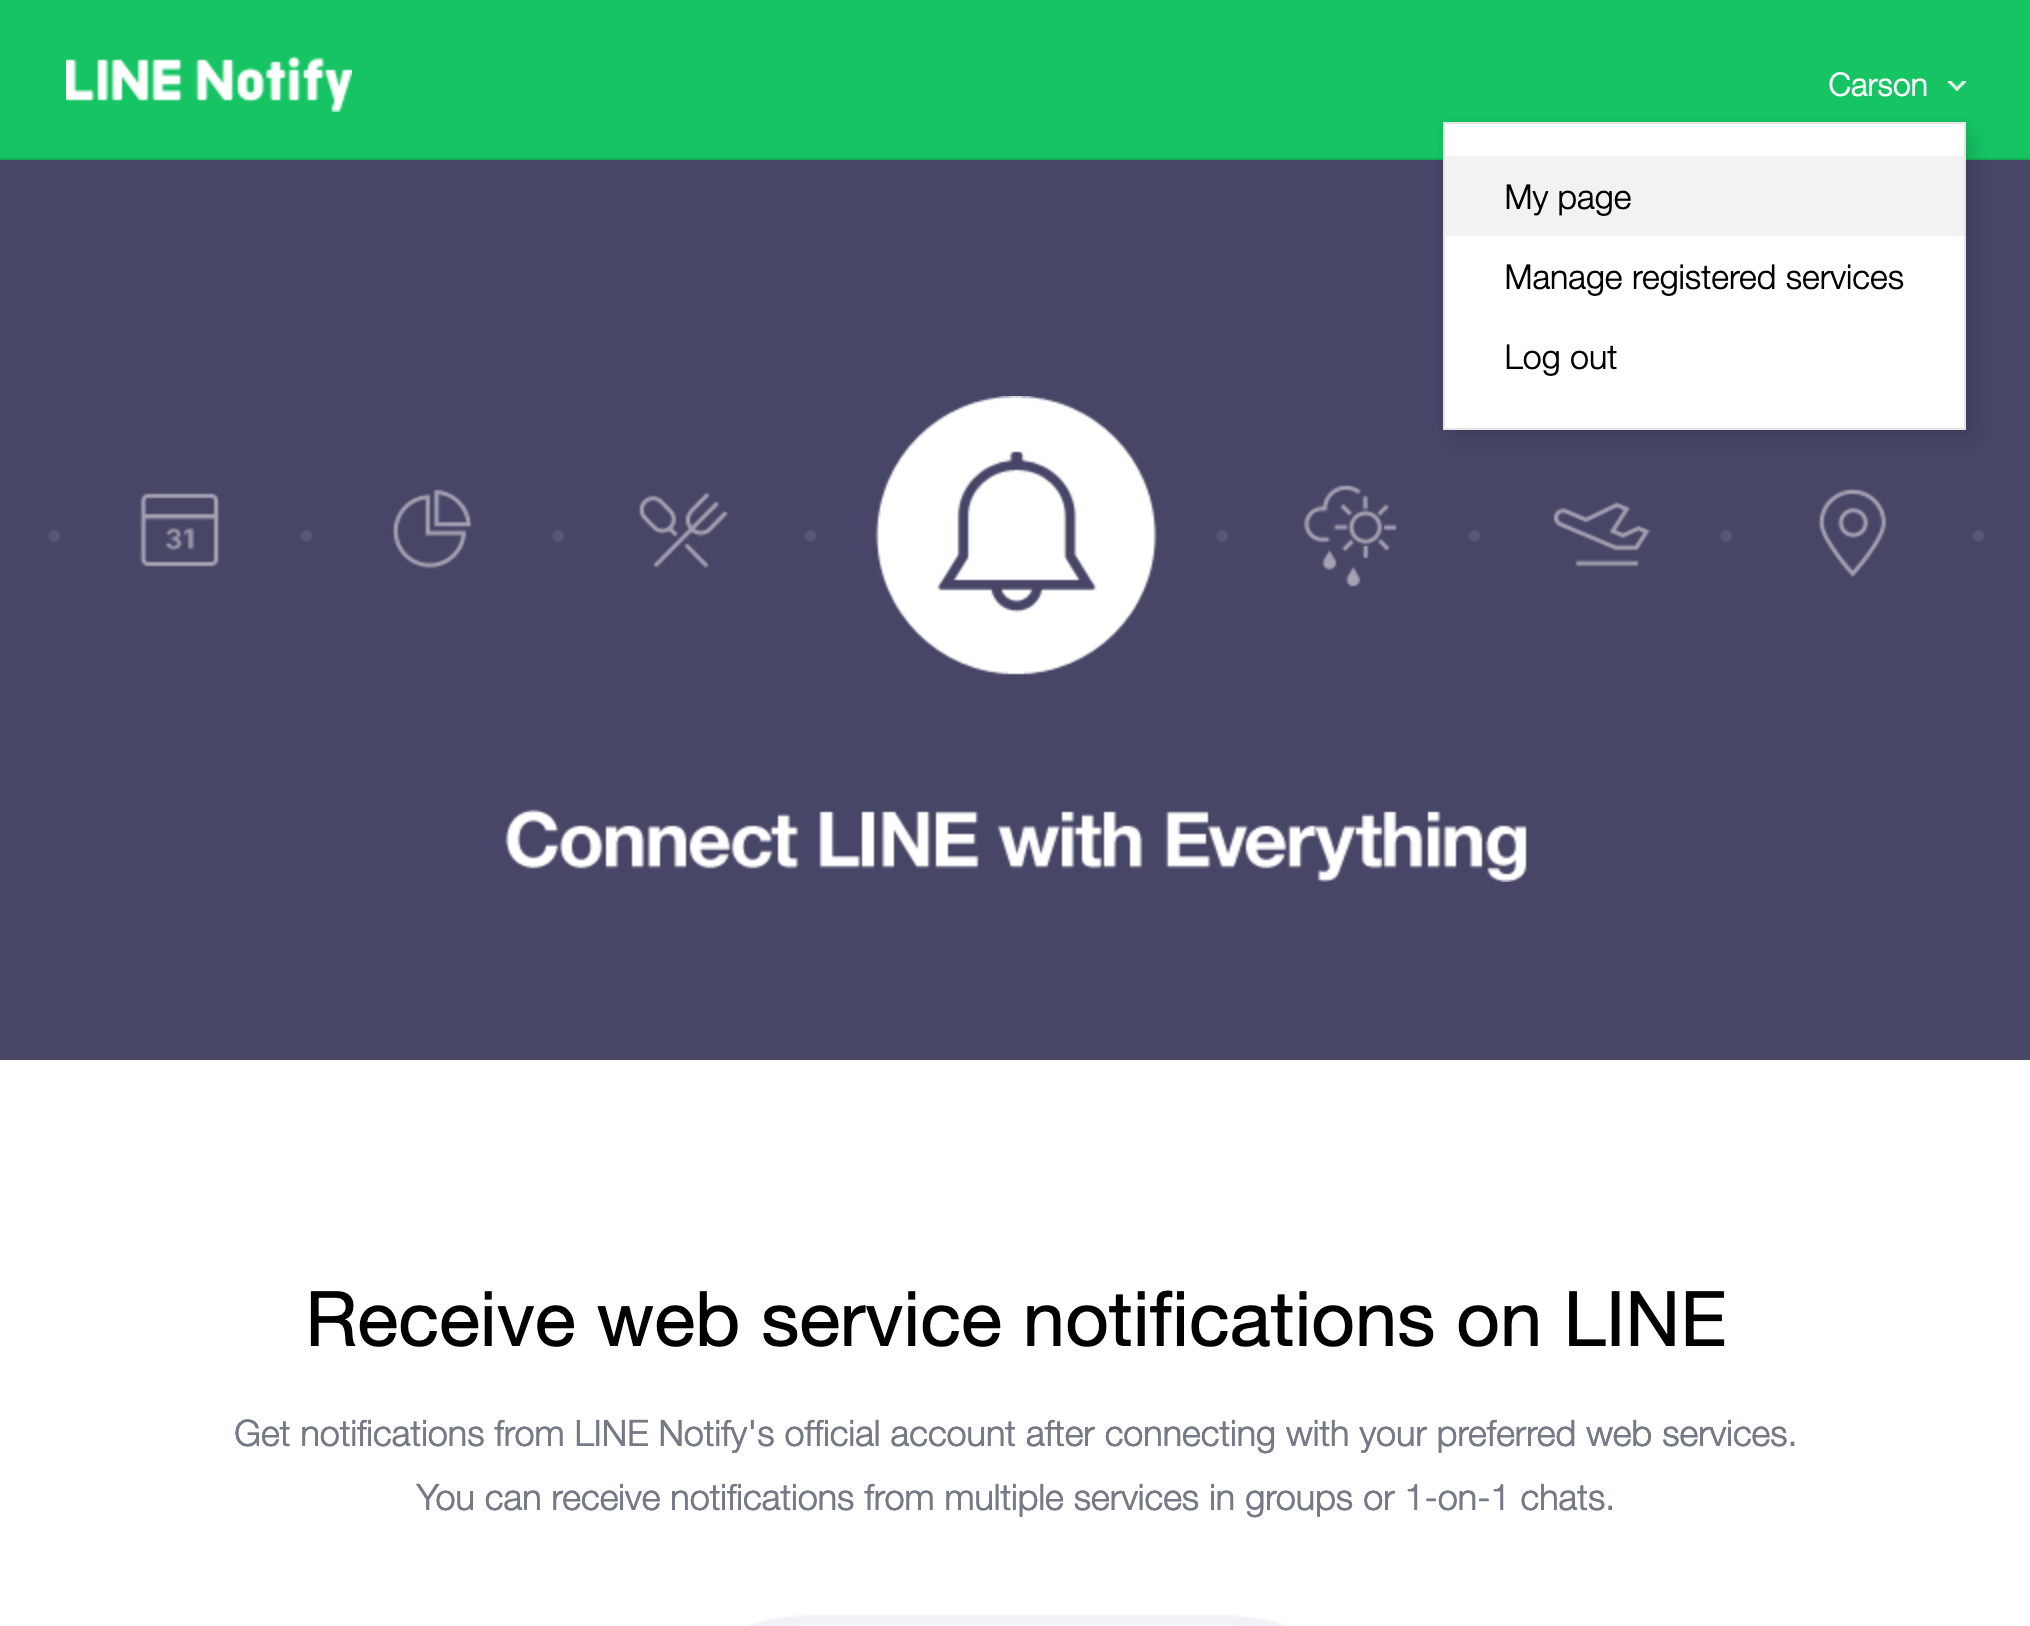 LINE Notify
Carson
My page
Manage registered services
Log out
31
Connect LINE with Everything
Receive web service notifications on LINE
Get notifications from LINE Notify's official account after connecting with your preferred web services.
You can receive notifications from multiple services in groups or 1-on-1 chats.